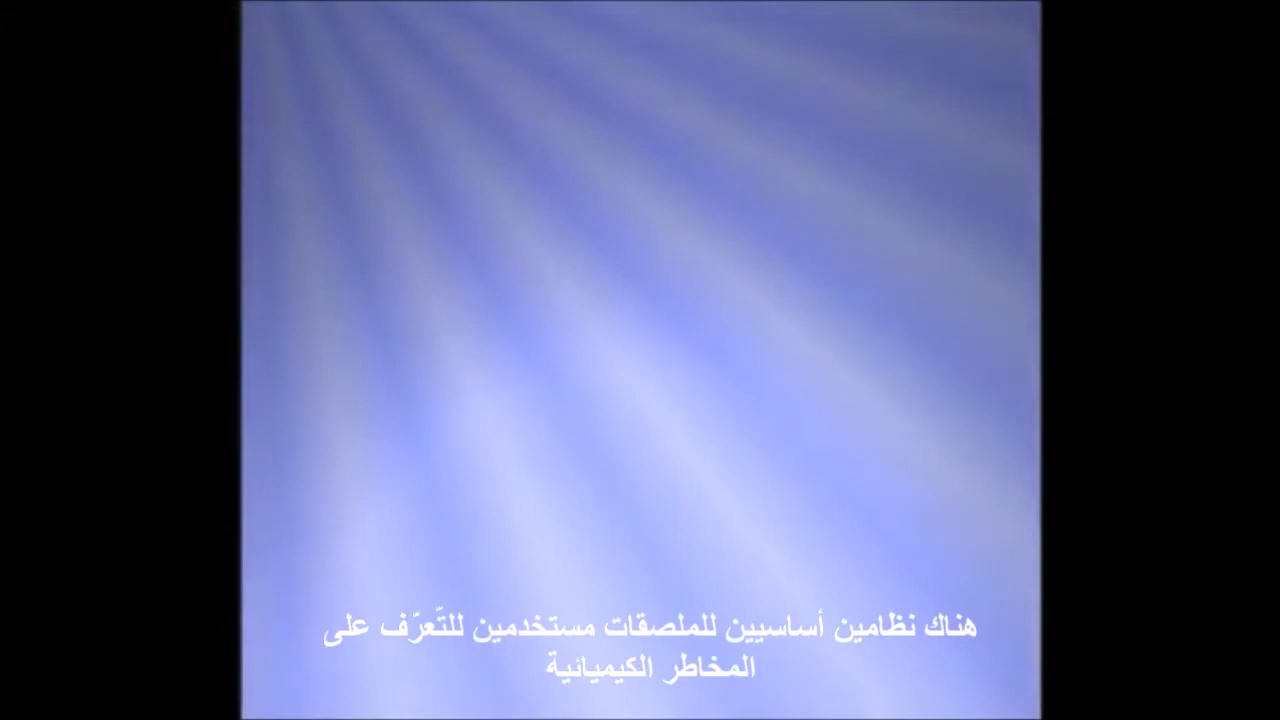 هناك نظامين أساسيين للملصقات مستخدمين للتّعرّف على
المخاطر الكيميائية